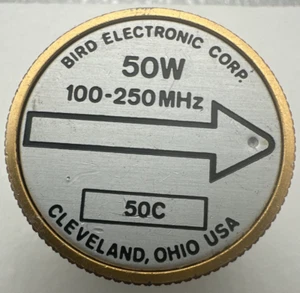 BIRD ELECTRONIC CORP.
50W
100-250MHz
50C
CLEVELAND, OHIO USA